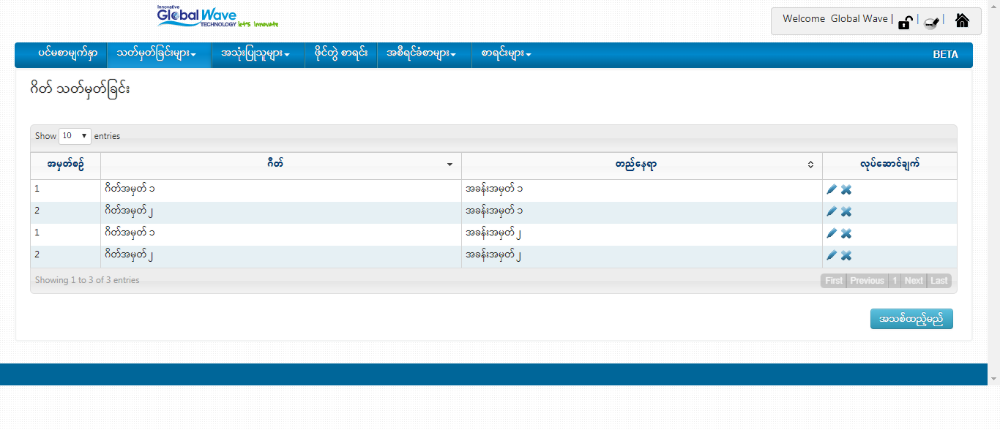 Innovative
Global Wave
TECHNOLOGY let's innovate
Welcome Global Wave
ပင်မစာမျက်နှာ သတ်မှတ်ခြင်းများ အသုံးပြုသူများ ဖိုင်တွဲ စာရင်း အစီရင်ခံစာများ စာရင်းများ BETA
ဂိတ် သတ်မှတ်ခြင်း
Show 10 entries
အမှတ်စဉ် ဂိတ် တည်နေရာ လုပ်ဆောင်ချက်
1 ဂိတ်အမှတ် ၁ အခန်းအမှတ် ၁
2 ဂိတ်အမှတ် ၂ အခန်းအမှတ် ၁
1 ဂိတ်အမှတ် ၁ အခန်းအမှတ် ၂
2 ဂိတ်အမှတ် ၂ အခန်းအမှတ် ၂
Showing 1 to 3 of 3 entries First Previous 1 Next Last
အသစ်ထည့်မည်